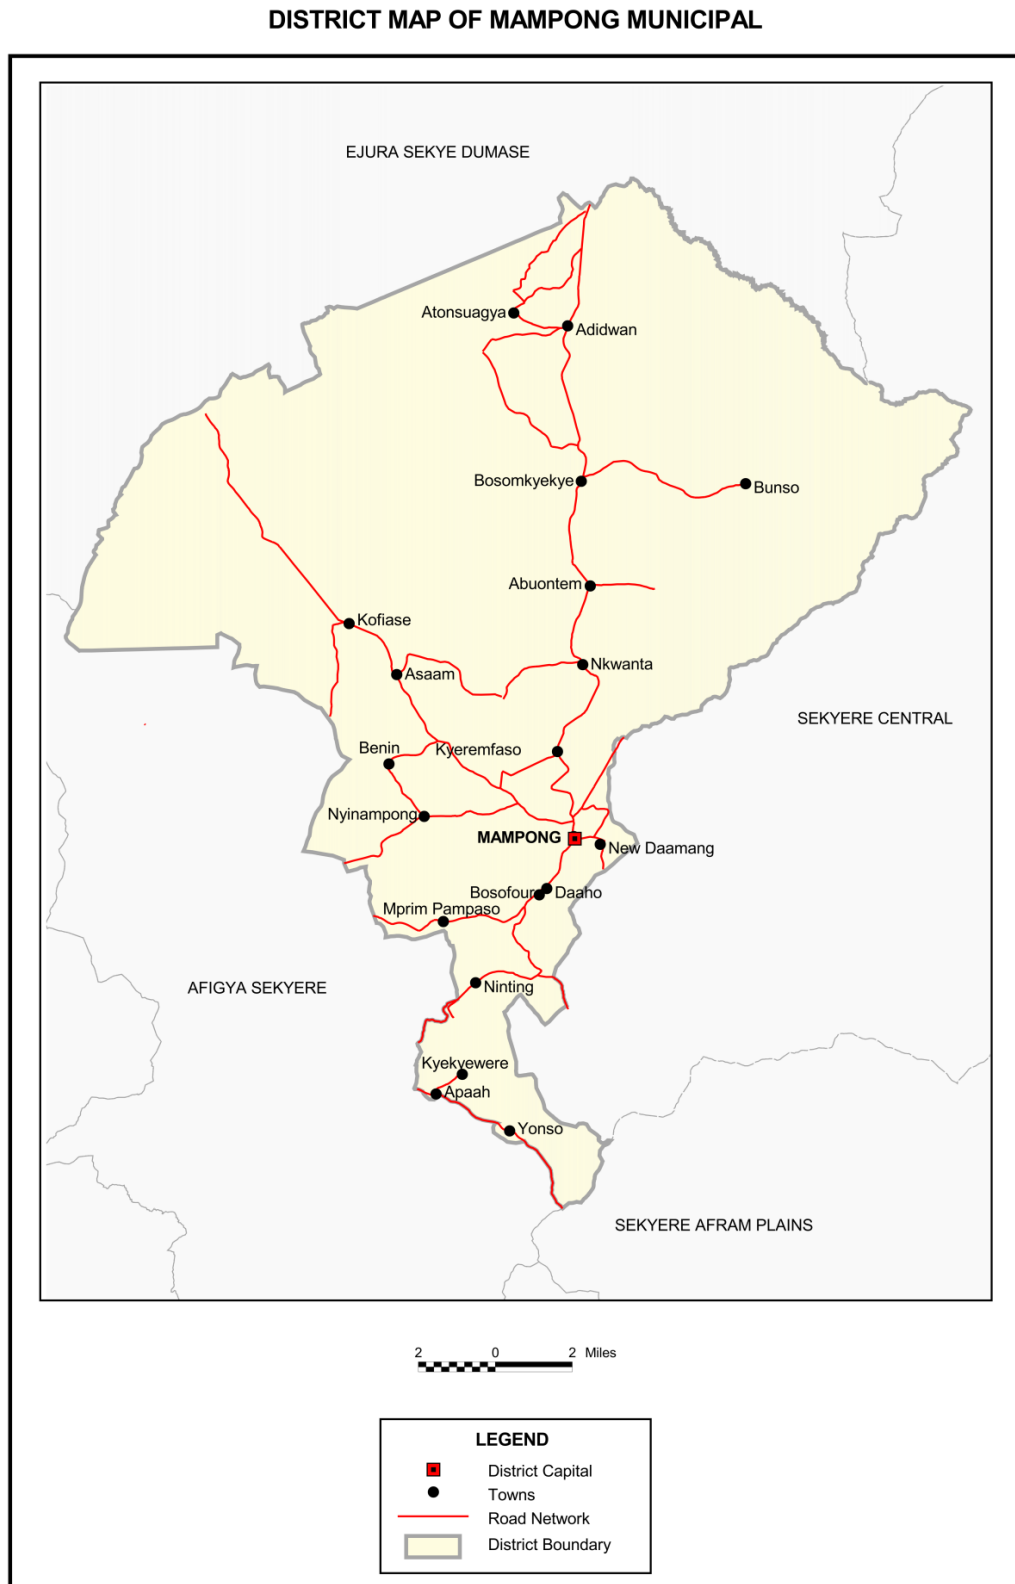 DISTRICT MAP OF MAMPONG MUNICIPAL
EJURA SEKYE DUMASE
Atonsuagya
Adidwan
Bosomkyekye
Bunso
Abuontem
Kofiase
Nkwanta
Asaam
SEKYERE CENTRAL
Benin
Kyeremfaso
Nyinampong
MAMPONG
New Daamang
Bosofour
Daaho
Mprim Pampaso
AFIGYA SEKYERE
Ninting
Kyekyewere
Apaah
Yonso
SEKYERE AFRAM PLAINS
2 0 2 Miles
LEGEND
District Capital
Towns
Road Network
District Boundary